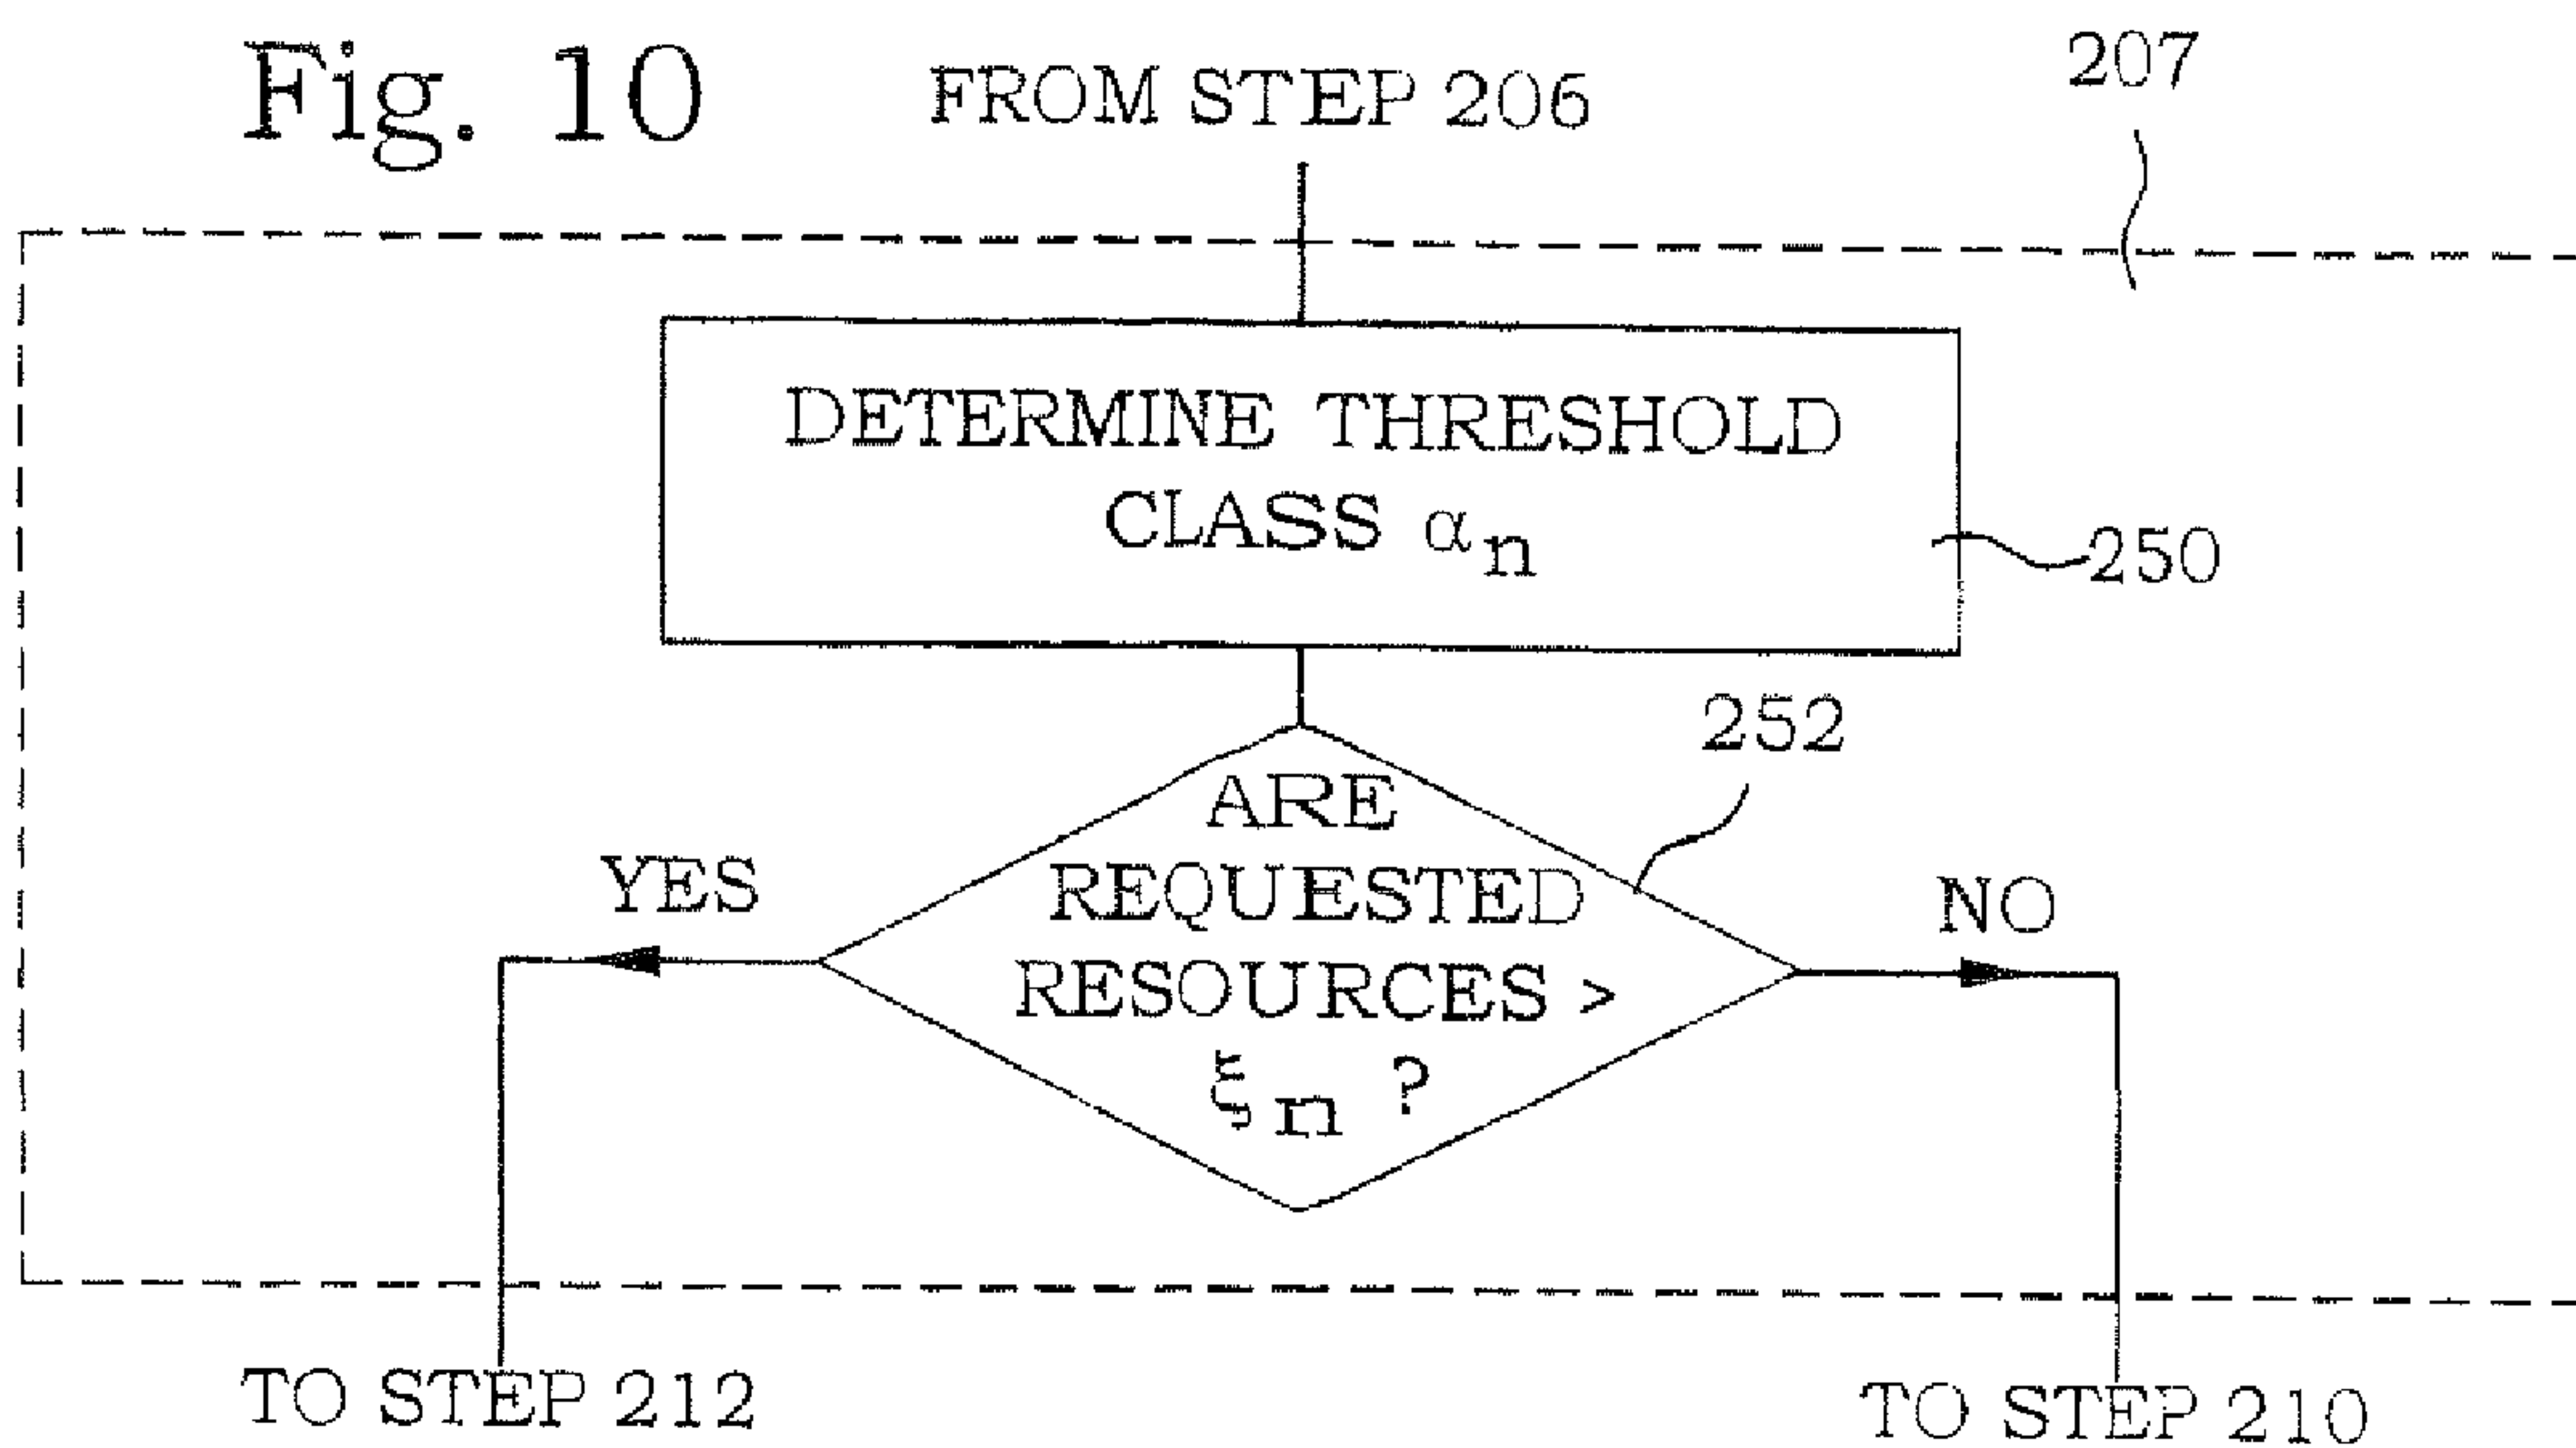 Fig. 10
FROM STEP 206
207
DETERMINE THRESHOLD
CLASS αn
250
252
ARE
REQUESTED
RESOURCES >
ξn ?
YES
NO
TO STEP 212
TO STEP 210